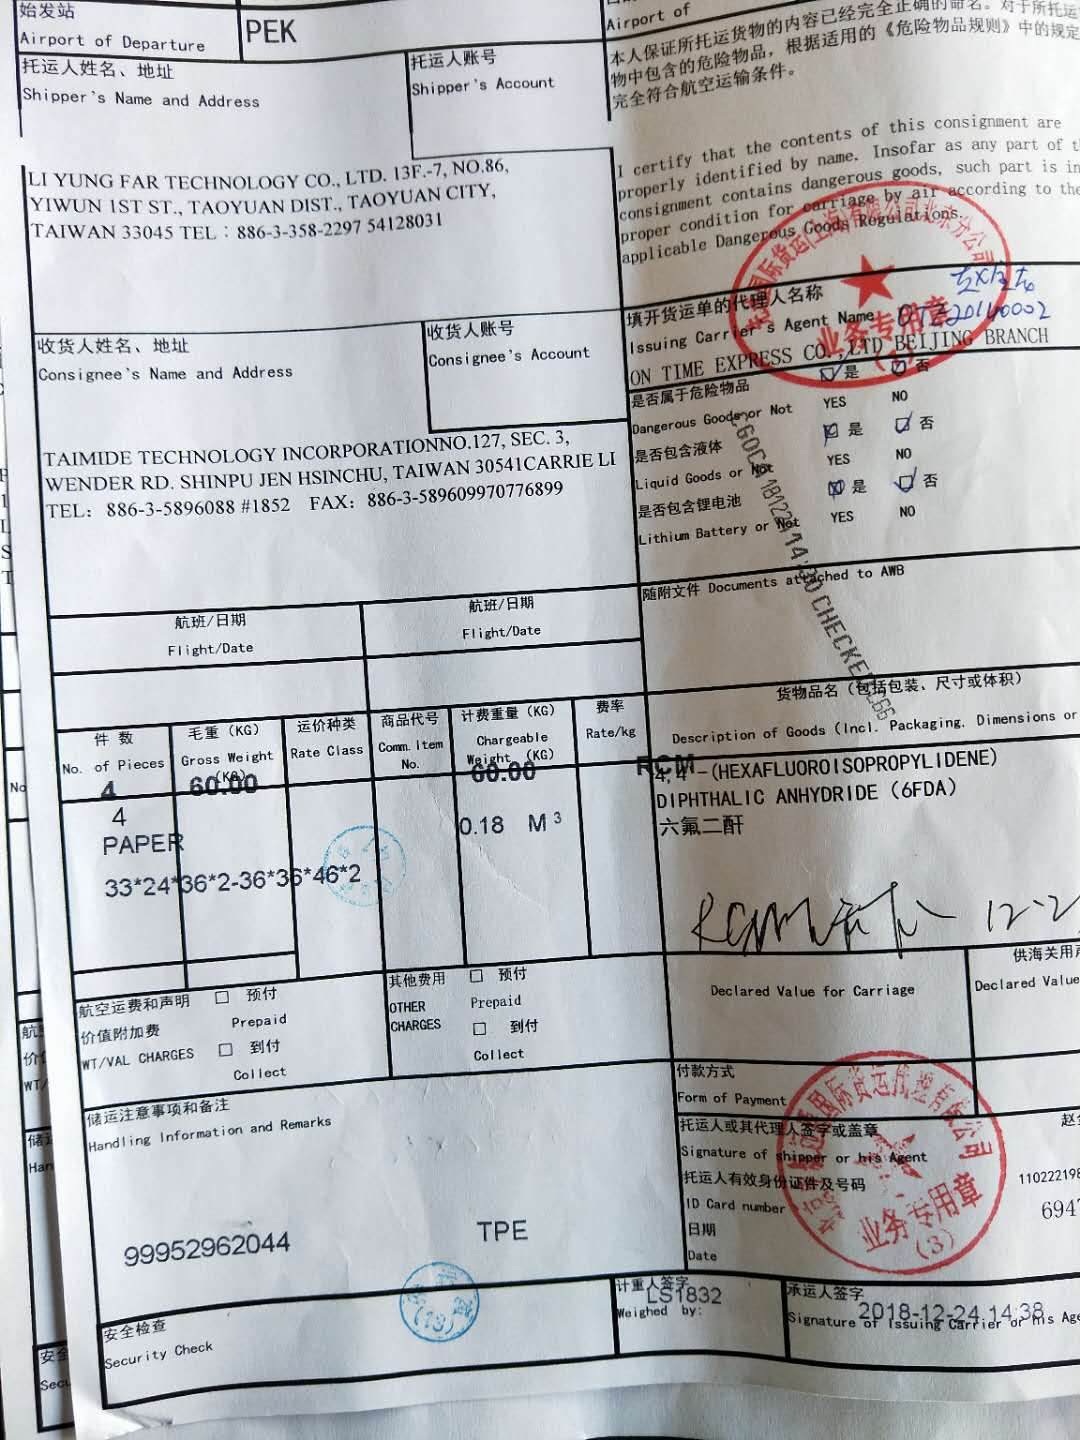 始发站
Airport of Departure
PEK
Airport of
托运人姓名、地址
Shipper's Name and Address
托运人账号
Shipper's Account
本人保证所托运货物的内容已经完全正确的命名。对于所托运
物中包含的危险物品，根据适用的《危险物品规则》中的规定
完全符合航空运输条件。
I certify that the contents of this consignment are
properly identified by name. Insofar as any part of
consignment contains dangerous goods, such part is in
proper condition for carriage by air according to the
applicable Dangerous Goods Regulations.
LI YUNG FAR TECHNOLOGY CO., LTD. 13F.-7, NO.86,
YIWUN 1ST ST., TAOYUAN DIST., TAOYUAN CITY,
TAIWAN 33045 TEL：886-3-358-2297 54128031
填开货运单的代理人名称
Issuing Carrier's Agent Name
ON TIME EXPRESS CO.,LTD BEIJING BRANCH
业务专用章
收货人姓名、地址
Consignee's Name and Address
收货人账号
Consignee's Account
是否属于危险物品 是 否
Dangerous Goods or Not YES NO
是否包含液体 是 否
Liquid Goods or Not YES NO
是否包含锂电池 是 否
Lithium Battery or Not YES NO
TAIMIDE TECHNOLOGY INCORPORATIONNO.127, SEC. 3,
WENDER RD. SHINPU JEN HSINCHU, TAIWAN 30541CARRIE LI
TEL: 886-3-5896088 #1852 FAX: 886-3-589609970776899
随附文件 Documents attached to AWB
航班/日期
Flight/Date
航班/日期
Flight/Date
货物品名（包括包装、尺寸或体积）
Description of Goods (Incl. Packaging. Dimensions or
件 数
No. of Pieces
毛重 (KG)
Gross Weight
(KG)
运价种类
Rate Class
商品代号
Comm. Item
No.
计费重量 (KG)
Chargeable
Weight (KG)
费率
Rate/kg
4 60.00 60.00 RCM
4,4'-(HEXAFLUOROISOPROPYLIDENE)
DIPHTHALIC ANHYDRIDE (6FDA)
六氟二酐
4
PAPER
0.18 M³
33*24*36*2-36*36*46*2
航空运费和声明
价值附加费
WT/VAL CHARGES
预付
Prepaid
到付
Collect
其他费用
OTHER
CHARGES
预付
Prepaid
到付
Collect
Declared Value for Carriage
供海关用
Declared Value
付款方式
Form of Payment
储运注意事项和备注
Handling Information and Remarks
托运人或其代理人签字或盖章
Signature of shipper or his Agent
托运人有效身份证件及号码
ID Card number
日期
Date
业务专用章
(3)
99952962044
TPE
安全检查
Security Check
计重人签字
Weighed by:
LS1832
承运人签字
Signature of Issuing Carrier or his Age
2018-12-24 14:38